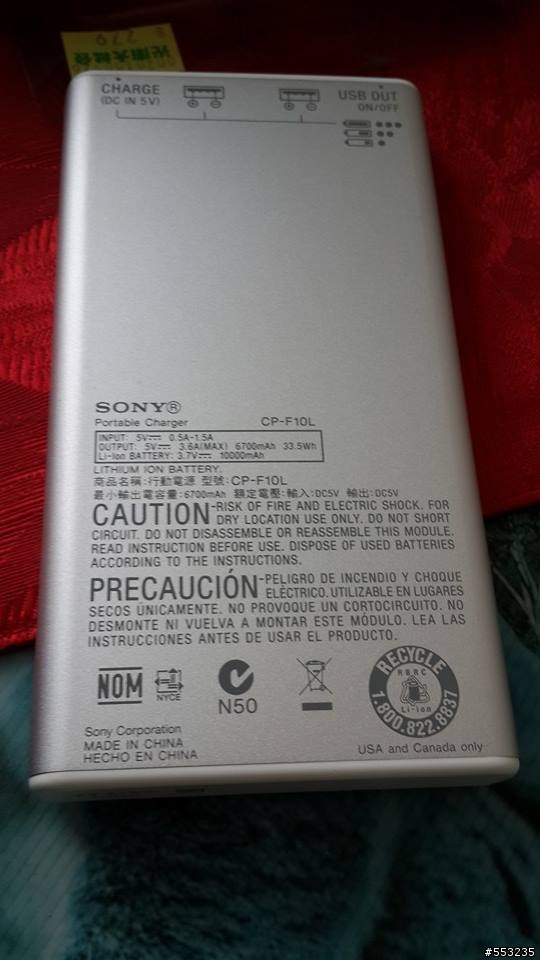 CHARGE
(DC IN 5V)
USB OUT
ON/OFF
SONY®
Portable Charger CP-F10L
INPUT: 5V⎓ 0.5A-1.5A
OUTPUT: 5V⎓ 3.6A(MAX) 6700mAh 33.5Wh
Li-Ion BATTERY: 3.7V⎓ 10000mAh
LITHIUM ION BATTERY.
商品名稱:行動電源 型號:CP-F10L
最小輸出電容量:6700mAh 額定電壓:輸入:DC5V 輸出:DC5V
CAUTION-RISK OF FIRE AND ELECTRIC SHOCK. FOR
DRY LOCATION USE ONLY. DO NOT SHORT
CIRCUIT. DO NOT DISASSEMBLE OR REASSEMBLE THIS MODULE.
READ INSTRUCTION BEFORE USE. DISPOSE OF USED BATTERIES
ACCORDING TO THE INSTRUCTIONS.
PRECAUCIÓN-PELIGRO DE INCENDIO Y CHOQUE
ELÉCTRICO. UTILIZABLE EN LUGARES
SECOS ÚNICAMENTE. NO PROVOQUE UN CORTOCIRCUITO. NO
DESMONTE NI VUELVA A MONTAR ESTE MÓDULO. LEA LAS
INSTRUCCIONES ANTES DE USAR EL PRODUCTO.
NOM
NYCE
N50
RECYCLE
RBRC
Li-ion
1.800.822.8837
Sony Corporation
MADE IN CHINA
HECHO EN CHINA
USA and Canada only
#553235